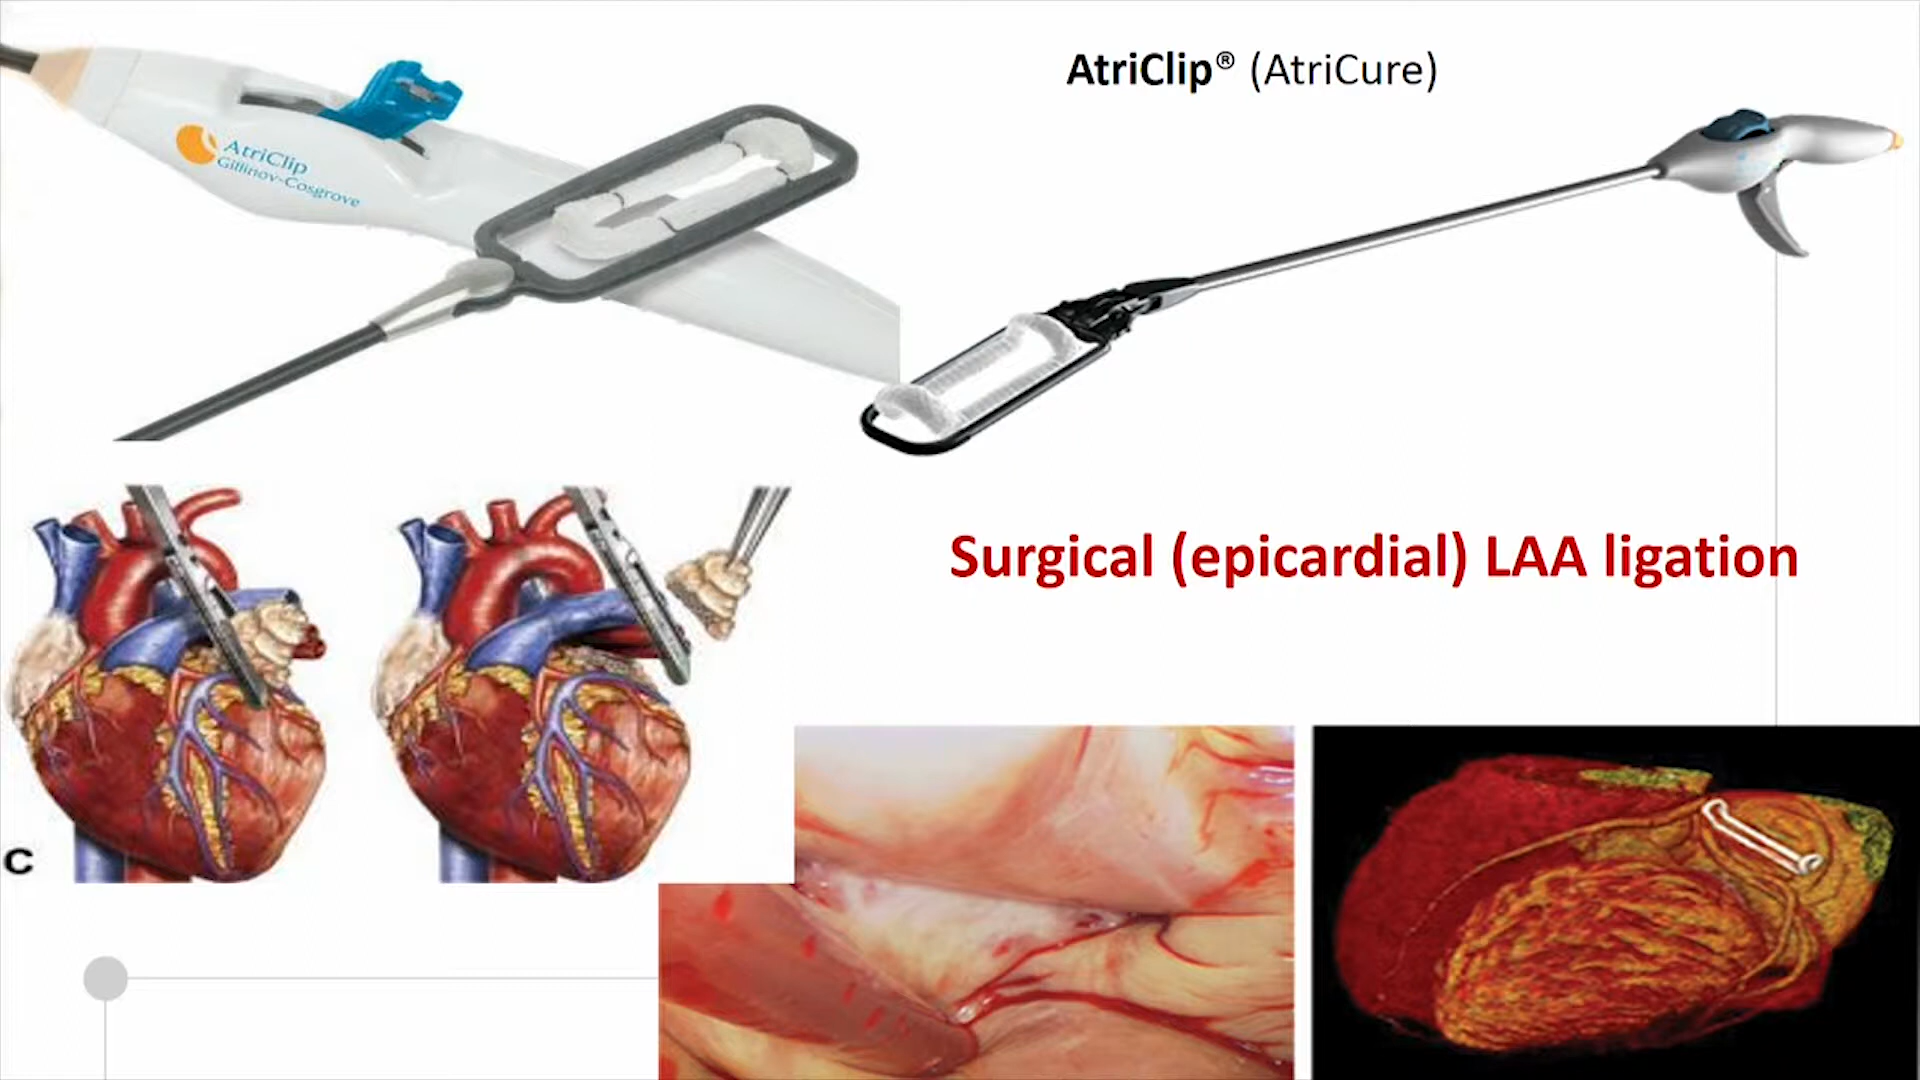 AtriClip® (AtriCure)
AtriClip
Gillinov-Cosgrove
Surgical (epicardial) LAA ligation
C